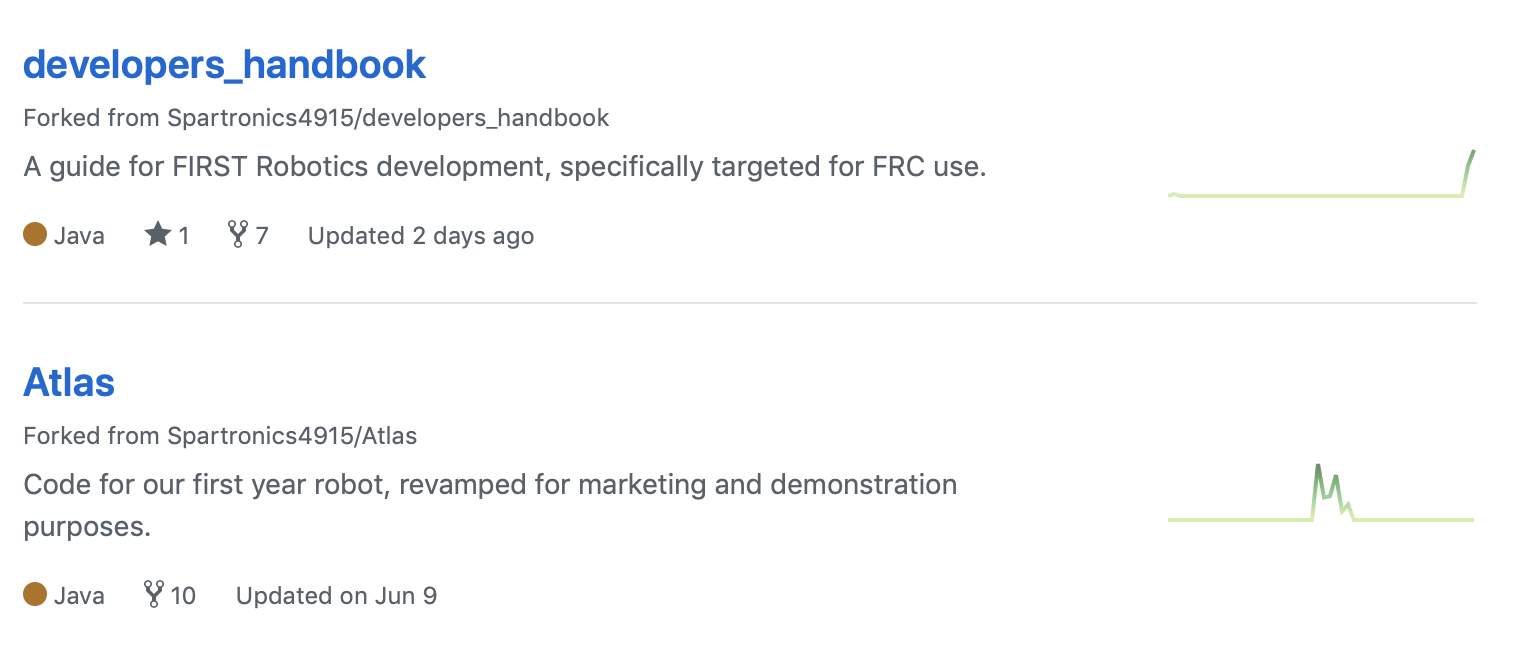 developers_handbook
Forked from Spartronics4915/developers_handbook
A guide for FIRST Robotics development, specifically targeted for FRC use.
Java 1 7 Updated 2 days ago
Atlas
Forked from Spartronics4915/Atlas
Code for our first year robot, revamped for marketing and demonstration
purposes.
Java 10 Updated on Jun 9